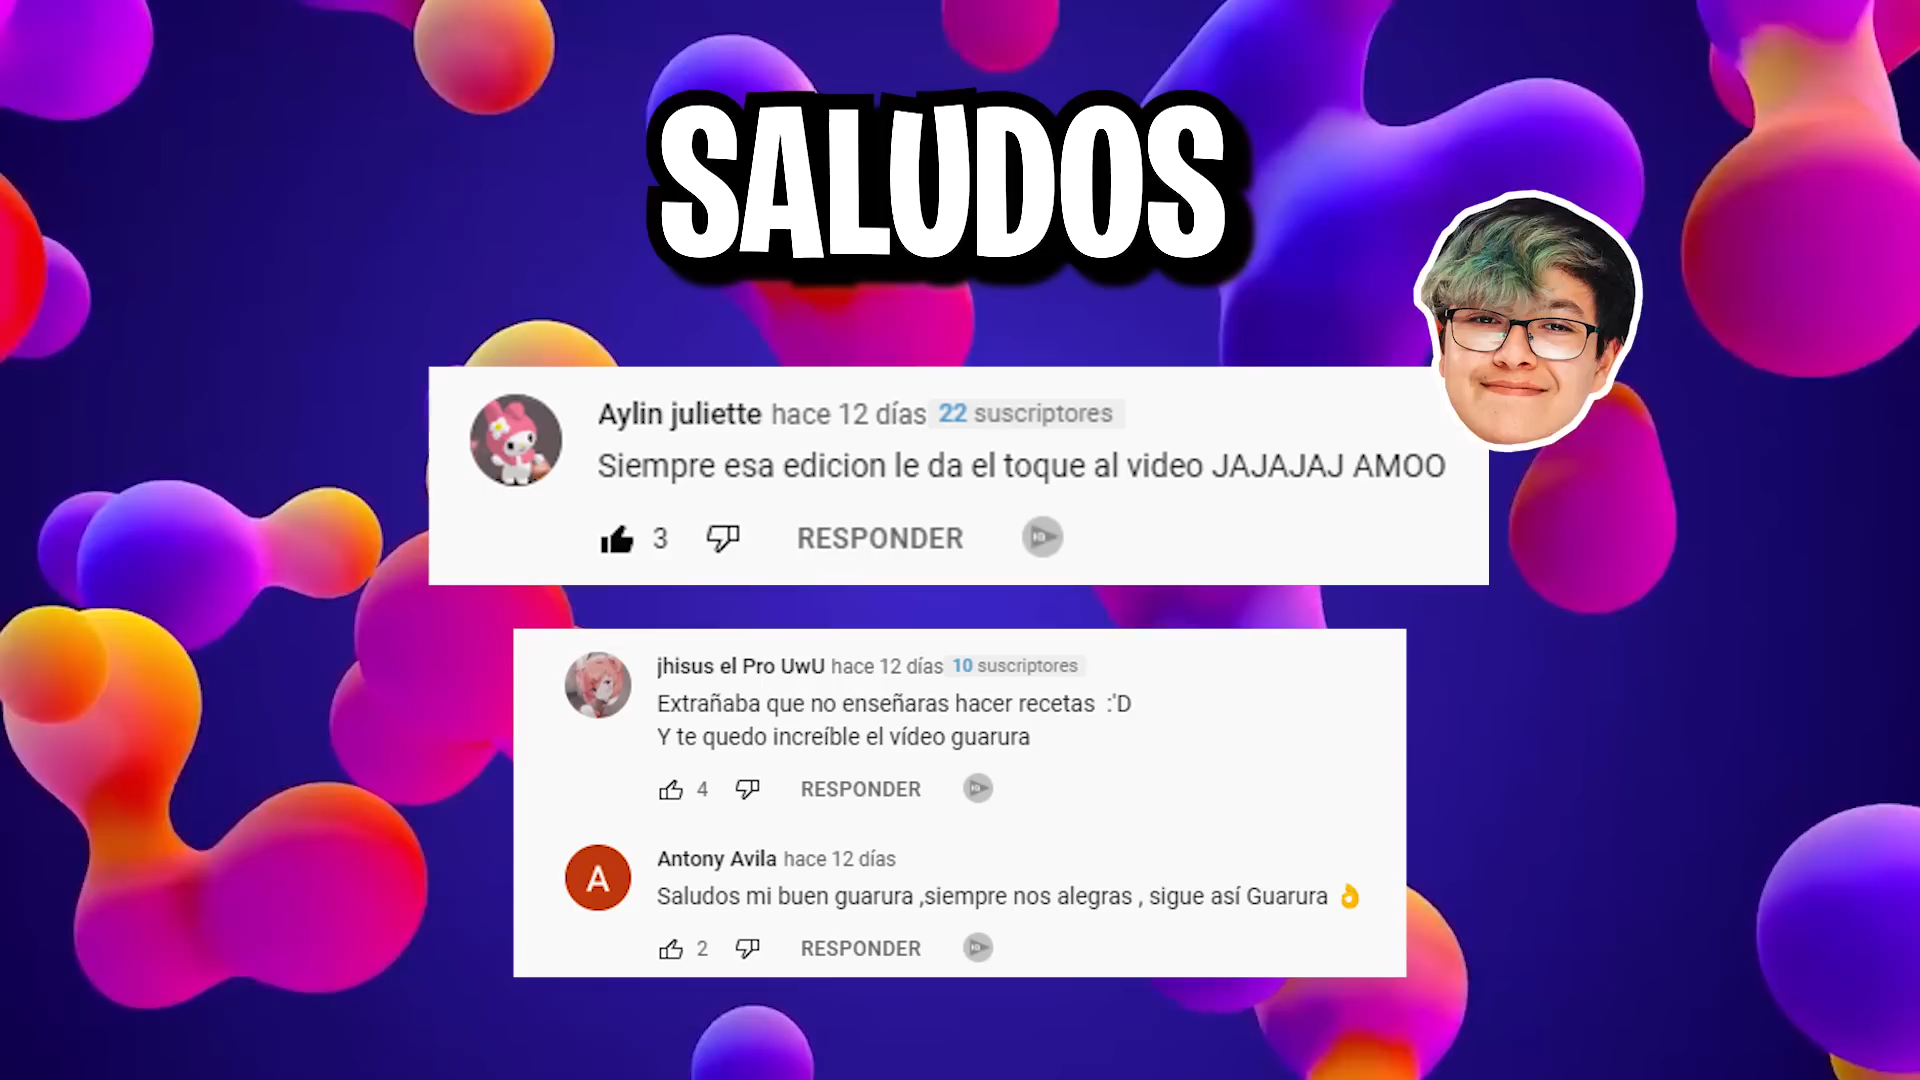 SALUDOS
Aylin juliette hace 12 días 22 suscriptores
Siempre esa edicion le da el toque al video JAJAJAJ AMOO
3 RESPONDER
jhisus el Pro UwU hace 12 días 10 suscriptores
Extrañaba que no enseñaras hacer recetas :'D
Y te quedo increíble el vídeo guarura
4 RESPONDER
A
Antony Avila hace 12 días
Saludos mi buen guarura ,siempre nos alegras , sigue así Guarura 👌
2 RESPONDER